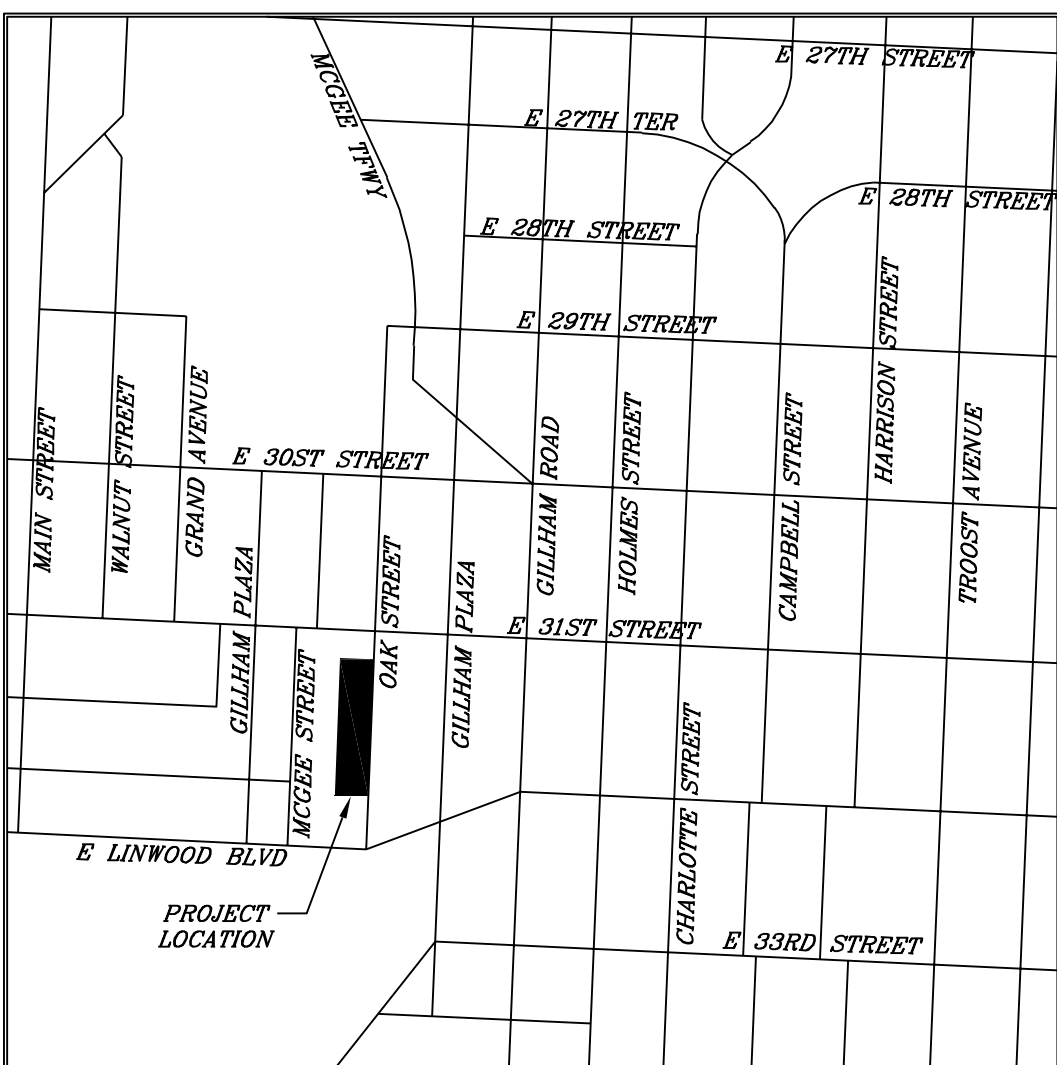 E 27TH STREET
MCGEE TFWY
E 27TH TER
E 28TH STREET
E 28TH STREET
E 29TH STREET
HARRISON STREET
MAIN STREET
WALNUT STREET
GRAND AVENUE
E 30ST STREET
GILLHAM ROAD
HOLMES STREET
CAMPBELL STREET
TROOST AVENUE
GILLHAM PLAZA
OAK STREET
GILLHAM PLAZA
E 31ST STREET
MCGEE STREET
CHARLOTTE STREET
E LINWOOD BLVD
PROJECT
LOCATION
E 33RD STREET